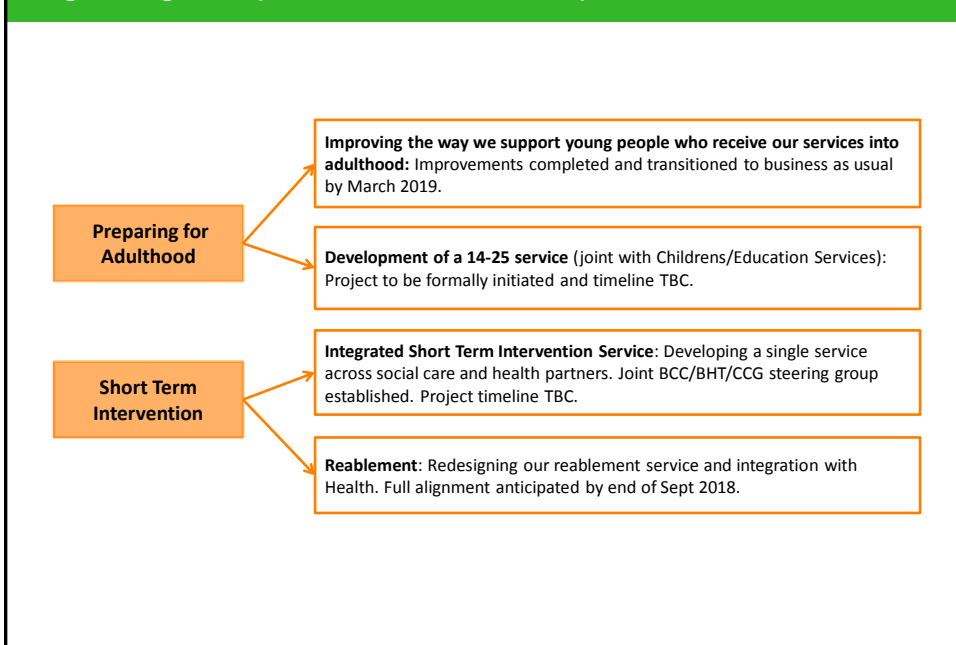 Preparing for
Adulthood
Improving the way we support young people who receive our services into
adulthood: Improvements completed and transitioned to business as usual
by March 2019.
Development of a 14-25 service (joint with Childrens/Education Services):
Project to be formally initiated and timeline TBC.
Short Term
Intervention
Integrated Short Term Intervention Service: Developing a single service
across social care and health partners. Joint BCC/BHT/CCG steering group
established. Project timeline TBC.
Reablement: Redesigning our reablement service and integration with
Health. Full alignment anticipated by end of Sept 2018.